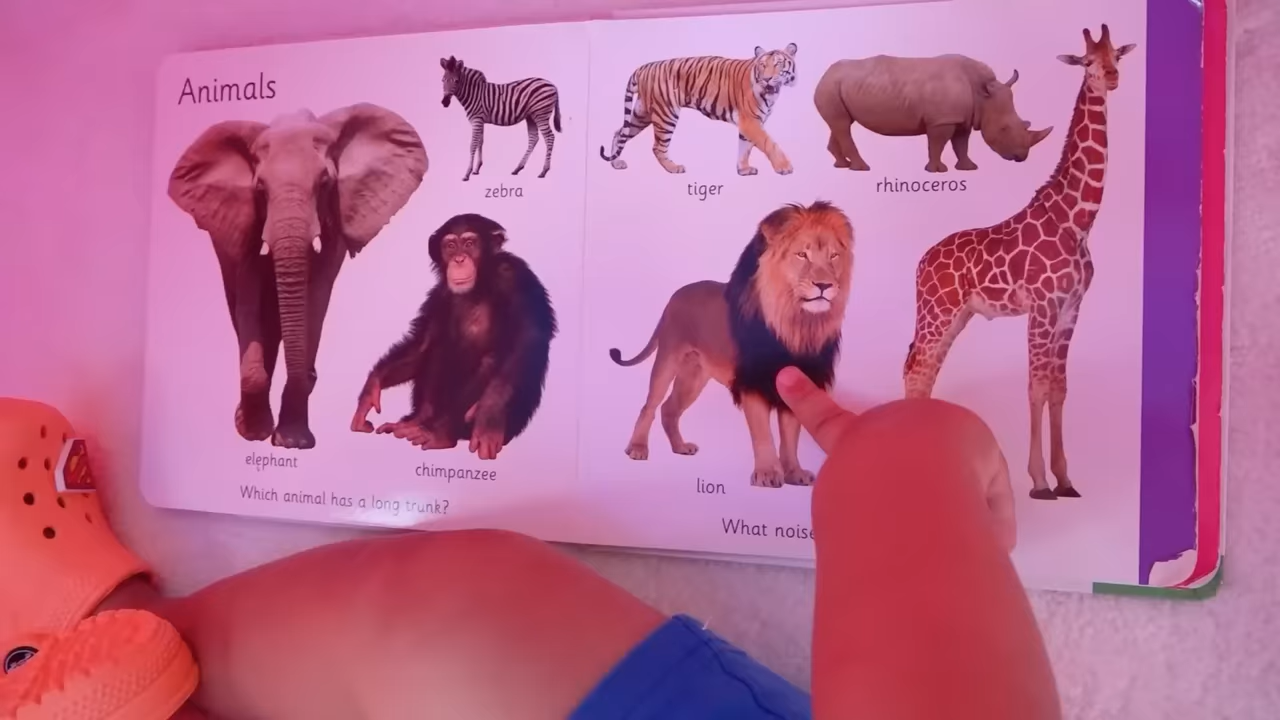 Animals
zebra
elephant
chimpanzee
Which animal has a long trunk?
tiger
rhinoceros
lion
What noise